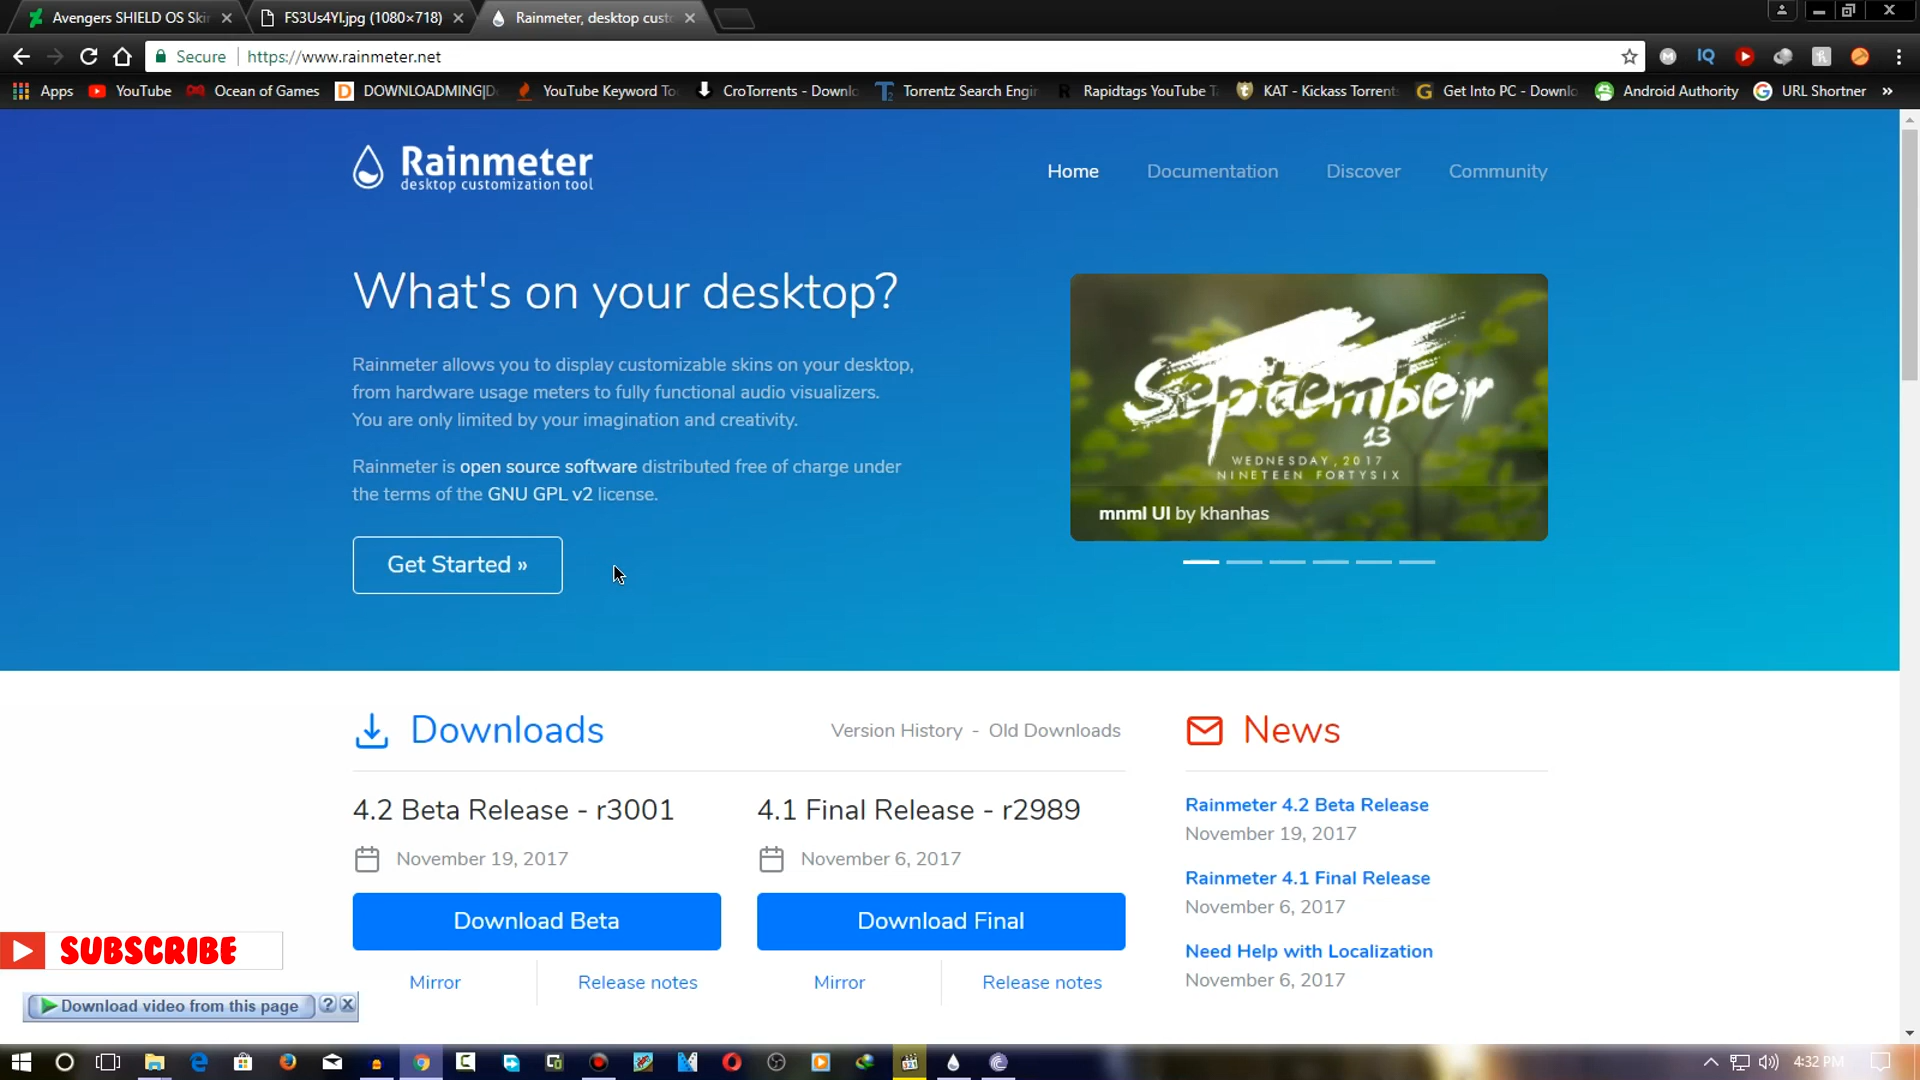 Avengers SHIELD OS Ski
FS3Us4YI.jpg (1080×718)
Rainmeter, desktop cust
Secure
https://www.rainmeter.net
IQ
Apps
YouTube
Ocean of Games
DOWNLOADMING|D
YouTube Keyword To
CroTorrents - Downl
Torrentz Search Engi
Rapidtags YouTube T
KAT - Kickass Torrent
Get Into PC - Downlo
Android Authority
URL Shortner
»
Rainmeter
desktop customization tool
Home
Documentation
Discover
Community
What's on your desktop?
Rainmeter allows you to display customizable skins on your desktop,
from hardware usage meters to fully functional audio visualizers.
You are only limited by your imagination and creativity.
Rainmeter is open source software distributed free of charge under
the terms of the GNU GPL v2 license.
Get Started »
September
13
WEDNESDAY, 2017
NINETEEN FORTYSIX
mnml UI by khanhas
Downloads
Version History - Old Downloads
News
4.2 Beta Release - r3001
November 19, 2017
Download Beta
Mirror
Release notes
4.1 Final Release - r2989
November 6, 2017
Download Final
Mirror
Release notes
Rainmeter 4.2 Beta Release
November 19, 2017
Rainmeter 4.1 Final Release
November 6, 2017
Need Help with Localization
November 6, 2017
SUBSCRIBE
Download video from this page
4:32 PM